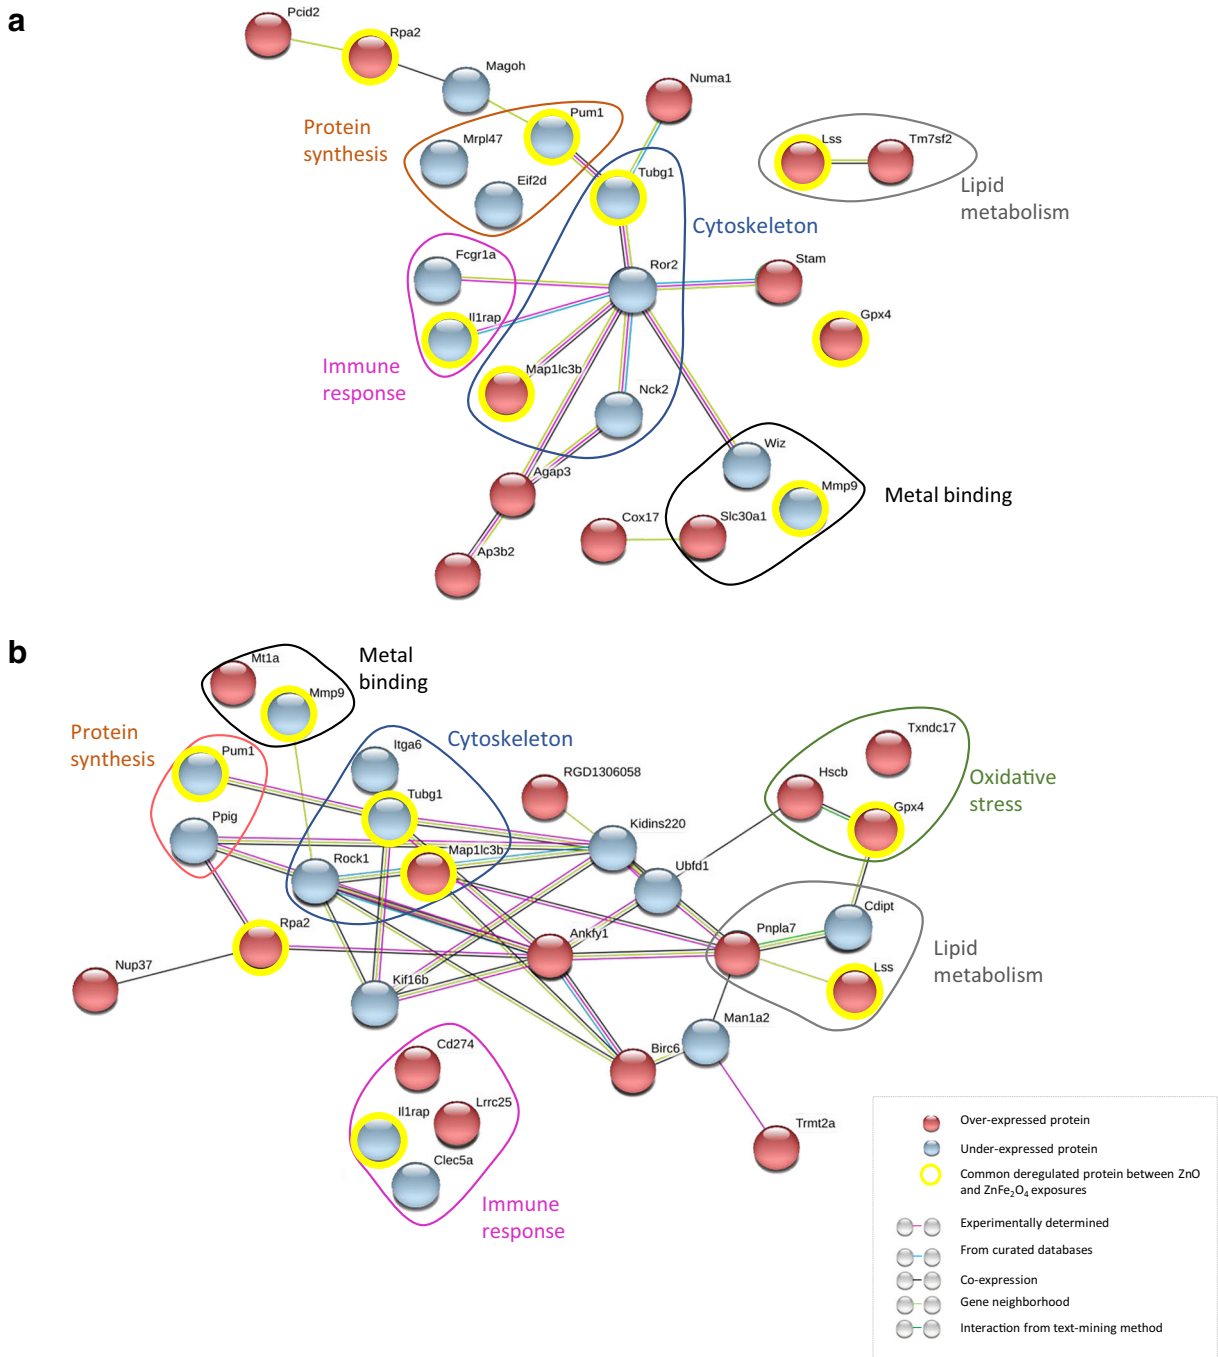 a
Pcid2
Rpa2
Magoh
Numa1
Pum1
Protein
synthesis
Mrpl47
Eif2d
Tubg1
Lss
Tm7sf2
Lipid
metabolism
Cytoskeleton
Fcgr1a
Ror2
Stam
Il1rap
Gpx4
Immune
response
Map1lc3b
Nck2
Wiz
Mmp9
Metal binding
Agap3
Cox17
Slc30a1
Ap3b2
b
Mt1a
Metal
binding
Mmp9
Protein
synthesis
Pum1
Itga6
Cytoskeleton
Txndc17
Ppig
Tubg1
RGD1306058
Hscb
Oxidative
stress
Gpx4
Kidins220
Rock1
Map1lc3b
Ubfd1
Cdipt
Rpa2
Ankfy1
Pnpla7
Lipid
metabolism
Lss
Nup37
Kif16b
Man1a2
Cd274
Birc6
Il1rap
Lrrc25
Trmt2a
Clec5a
Immune
response
Over-expressed protein
Under-expressed protein
Common deregulated protein between ZnO
and ZnFe₂O₄ exposures
Experimentally determined
From curated databases
Co-expression
Gene neighborhood
Interaction from text-mining method